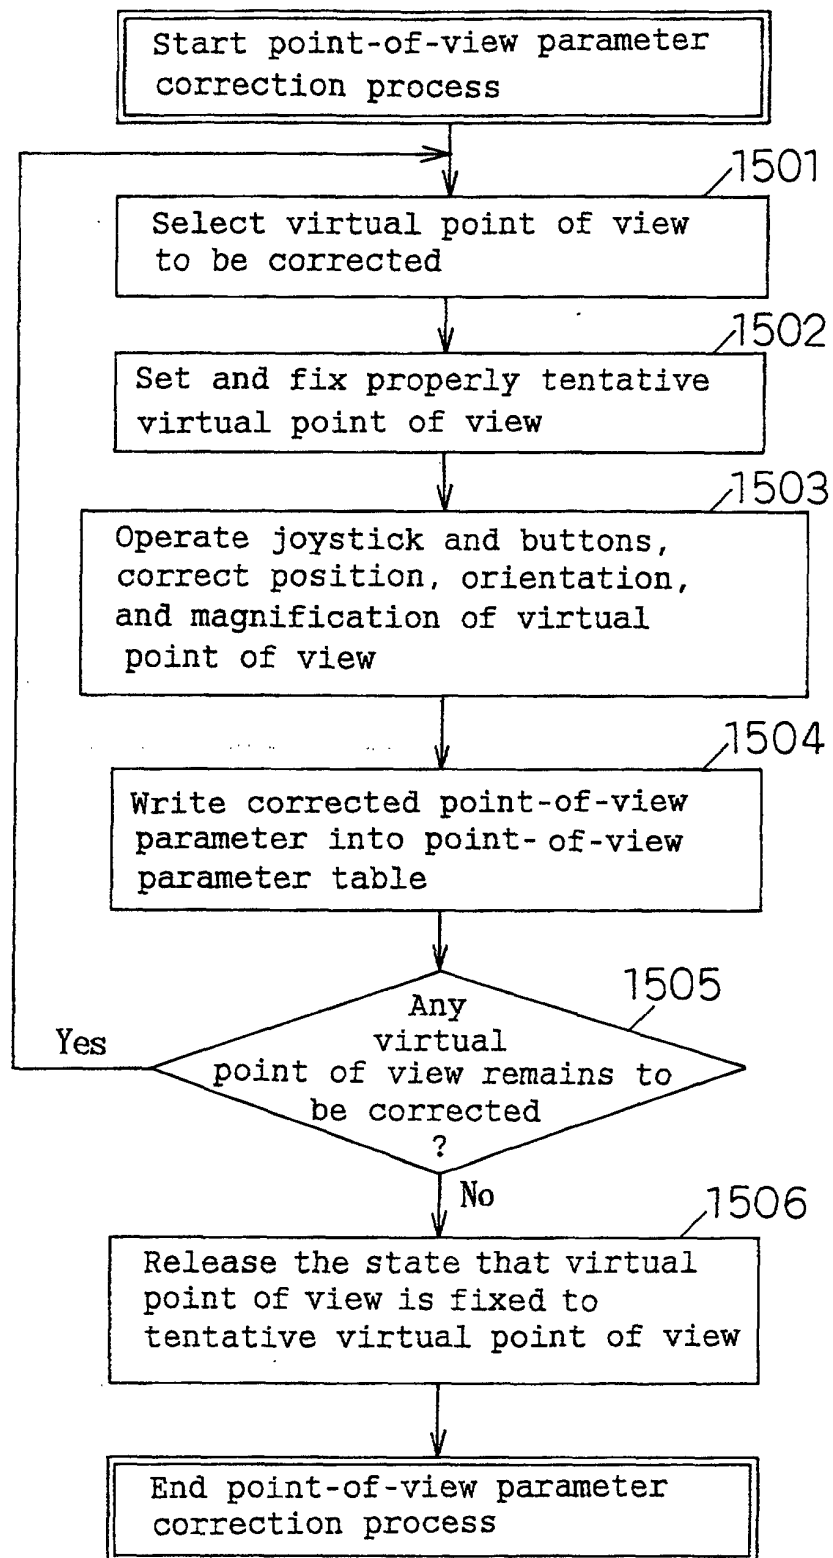 Start point-of-view parameter
correction process
1501
Select virtual point of view
to be corrected
1502
Set and fix properly tentative
virtual point of view
1503
Operate joystick and buttons,
correct position, orientation,
and magnification of virtual
point of view
1504
Write corrected point-of-view
parameter into point-of-view
parameter table
1505
Any
virtual
point of view remains to
be corrected
?
Yes
No
1506
Release the state that virtual
point of view is fixed to
tentative virtual point of view
End point-of-view parameter
correction process